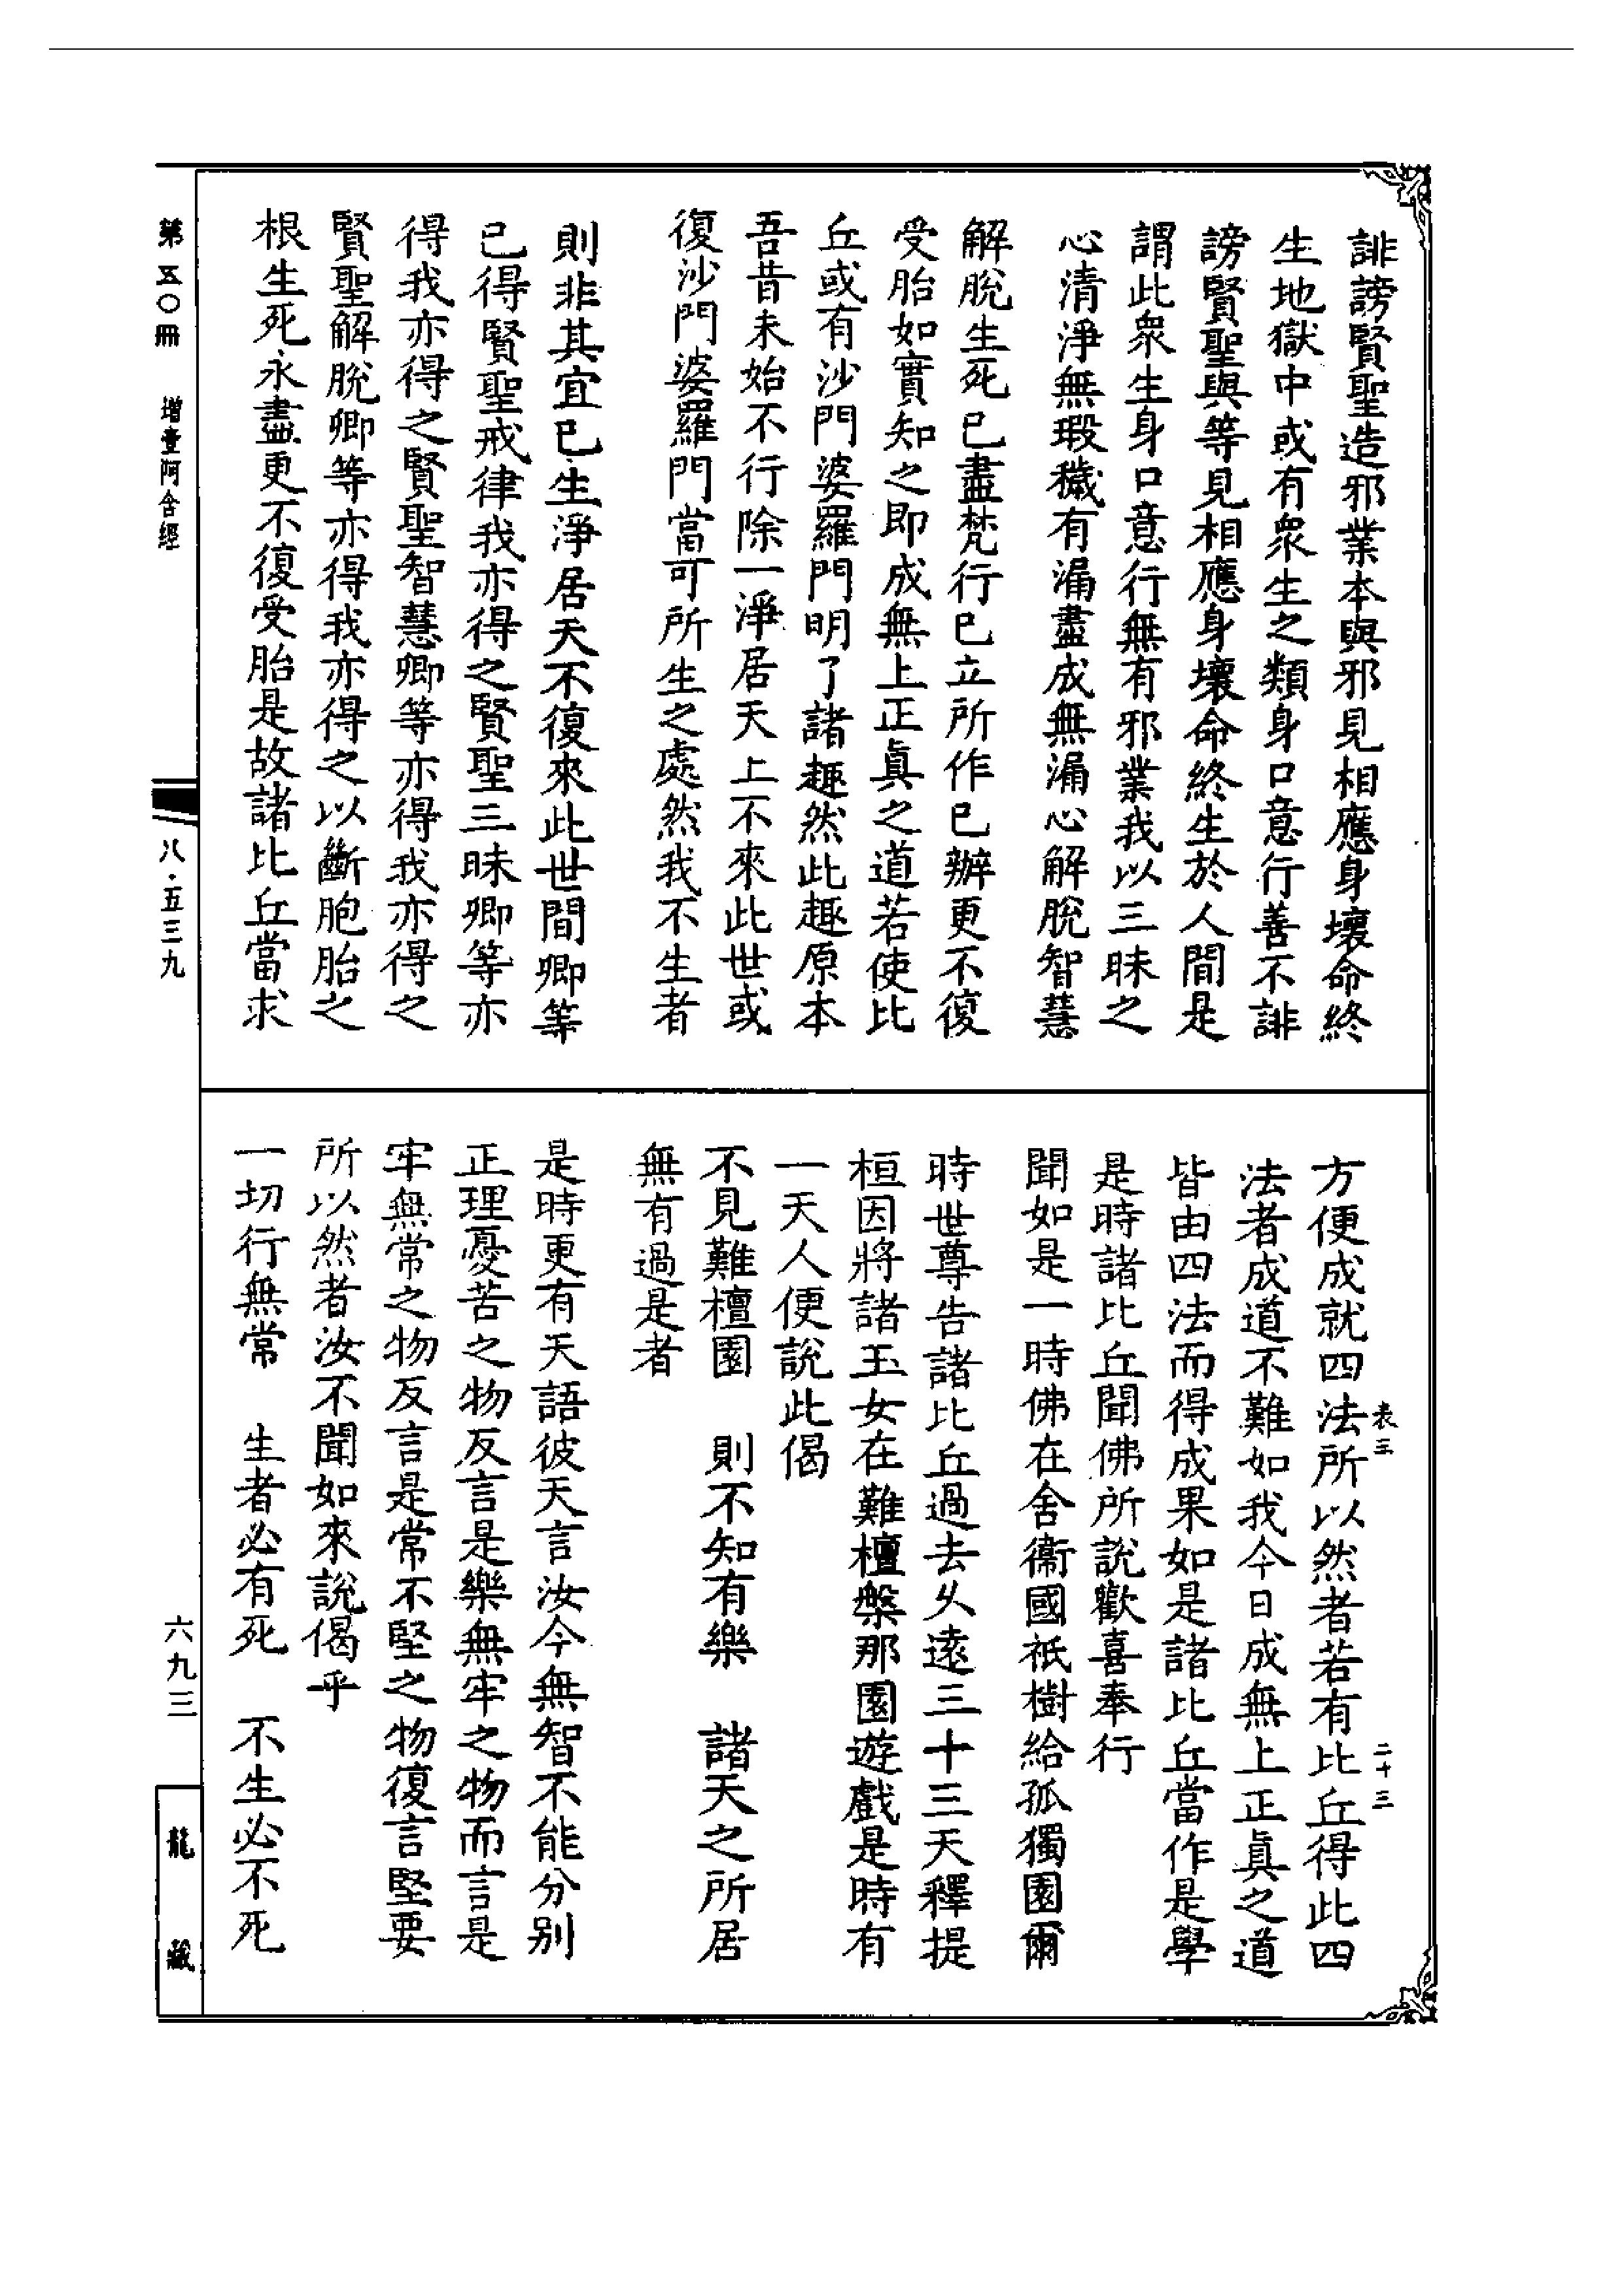 誹謗賢聖造邪業本與邪見相應身壞命終
生地獄中或有衆生之類身口意行善不誹
謗賢聖與等見相應身壞命終生於人間是
謂此衆生身口意行無有邪業我以三昧之
心清淨無瑕穢有漏盡成無漏心解脫智慧
解脫生死已盡梵行已立所作已辦更不復
受胎如實知之即成無上正眞之道若使比
丘或有沙門婆羅門明了諸趣然此趣原本
吾昔未始不行除一淨居天上不來此世或
復沙門婆羅門當可所生之處然我不生者
則非其宜已生淨居天不復來此世間卿等
已得賢聖戒律我亦得之賢聖三昧卿等亦
得我亦得之賢聖智慧卿等亦得我亦得之
賢聖解脫卿等亦得我亦得之以斷胞胎之
根生死永盡更不復受胎是故諸比丘當求
方便成就四法所以然者若有比丘得此四
法者成道不難如我今日成無上正眞之道
皆由四法而得成果如是諸比丘當作是學
是時諸比丘聞佛所說歡喜奉行
聞如是一時佛在舍衞國祇樹給孤獨園爾
時世尊告諸比丘過去久遠三十三天釋提
桓因將諸玉女在難檀槃那園遊戲是時有
一天人便說此偈
不見難檀園　則不知有樂　諸天之所居
無有過是者
是時更有天語彼天言汝今無智不能分別
正理憂苦之物反言是樂無牢之物而言是
牢無常之物反言是常不堅之物復言堅要
所以然者汝不聞如來說偈乎
一切行無常　生者必有死　不生必不死
表三　二十三
第五〇冊　增壹阿含經
八·五三九
六九三
龍藏